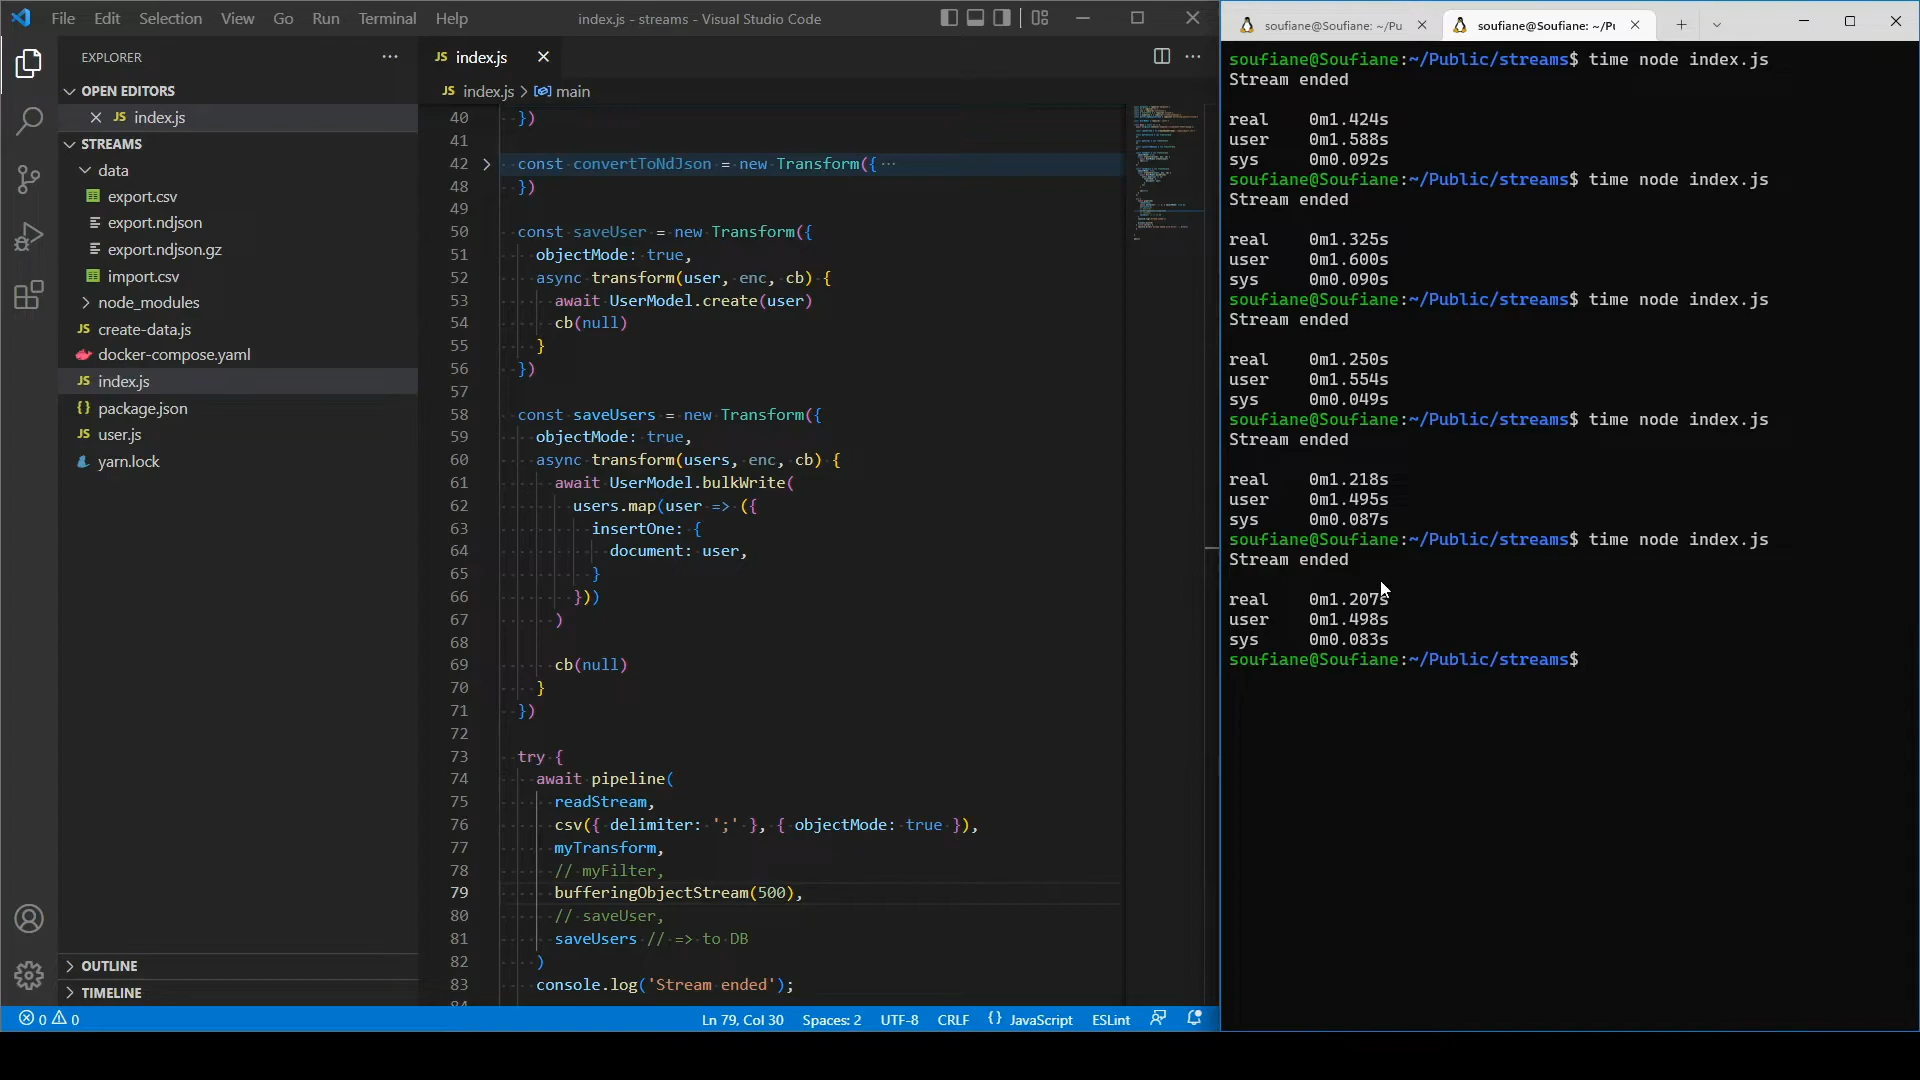 File Edit Selection View Go Run Terminal Help
index.js - streams - Visual Studio Code
EXPLORER
OPEN EDITORS
JS index.js
STREAMS
data
export.csv
export.ndjson
export.ndjson.gz
import.csv
node_modules
JS create-data.js
docker-compose.yaml
JS index.js
{} package.json
JS user.js
yarn.lock
OUTLINE
TIMELINE
JS index.js
JS index.js > main
40 })
41
42 const convertToNdJson = new Transform({ ···
48 })
49
50 const saveUser = new Transform({
51 objectMode: true,
52 async transform(user, enc, cb) {
53 await UserModel.create(user)
54 cb(null)
55 }
56 })
57
58 const saveUsers = new Transform({
59 objectMode: true,
60 async transform(users, enc, cb) {
61 await UserModel.bulkWrite(
62 users.map(user => ({
63 insertOne: {
64 document: user,
65 }
66 }))
67 )
68
69 cb(null)
70 }
71 })
72
73 try {
74 await pipeline(
75 readStream,
76 csv({ delimiter: ';' }, { objectMode: true }),
77 myTransform,
78 // myFilter,
79 bufferingObjectStream(500),
80 // saveUser,
81 saveUsers // => to DB
82 )
83 console.log('Stream ended');
84
0 0
Ln 79, Col 30 Spaces: 2 UTF-8 CRLF {} JavaScript ESLint
soufiane@Soufiane: ~/Pu
soufiane@Soufiane: ~/Pu
soufiane@Soufiane:~/Public/streams$ time node index.js
Stream ended
real 0m1.424s
user 0m1.588s
sys 0m0.092s
soufiane@Soufiane:~/Public/streams$ time node index.js
Stream ended
real 0m1.325s
user 0m1.600s
sys 0m0.090s
soufiane@Soufiane:~/Public/streams$ time node index.js
Stream ended
real 0m1.250s
user 0m1.554s
sys 0m0.049s
soufiane@Soufiane:~/Public/streams$ time node index.js
Stream ended
real 0m1.218s
user 0m1.495s
sys 0m0.087s
soufiane@Soufiane:~/Public/streams$ time node index.js
Stream ended
real 0m1.207s
user 0m1.498s
sys 0m0.083s
soufiane@Soufiane:~/Public/streams$